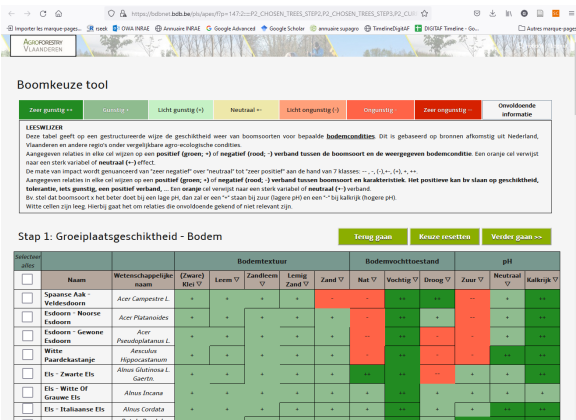 https://bdinet.bdb.be/pls/apex/f?p=147:2:::P2_CHOSEN_TREES_STEP2,P2_CHOSEN_TREES_STEP3,P2_CU
Importer les marque-pages... riseek OWA INRAE Annuaire INRAE Google Advanced Google Scholar annuaire supagro TimelineDigitAF DIGITAF Timeline - Go... Autres marque-pages
AGROFORESTRY
VLAANDEREN
Boomkeuze tool
Zeer gunstig ++ Gunstig + Licht gunstig (+) Neutraal +- Licht ongunstig (-) Ongunstig - Zeer ongunstig -- Onvoldoende informatie
LEESWIJZER
Deze tabel geeft op een gestructureerde wijze de geschiktheid weer van boomsoorten voor bepaalde bodemcondities. Dit is gebaseerd op bronnen afkomstig uit Nederland,
Vlaanderen en andere regio's onder vergelijkbare agro-ecologische condities.
Aangegeven relaties in elke cel wijzen op een positief (groen; +) of negatief (rood; -) verband tussen de boomsoort en de weergegeven bodemconditie. Een oranje cel verwijst
naar een sterk variabel of neutraal (+-) effect.
De mate van impact wordt genuanceerd van "zeer negatief" over "neutraal" tot "zeer positief" aan de hand van 7 klasses: -- , -, (-),+-, (+), +, ++.
Aangegeven relaties in elke cel wijzen op een positief (groen; +) of negatief (rood; -) verband tussen boomsoort en karakteristiek. Het positieve kan bv slaan op geschiktheid,
tolerantie, iets gunstig, een positief verband, ... Een oranje cel verwijst naar een sterk variabel of neutraal (+-) verband.
Bv. stel dat boomsoort x het beter doet bij een lage pH, dan zal er een "+" staan bij zuur (lagere pH) en een "-" bij kalkrijk (hogere pH).
Witte cellen zijn leeg. Hierbij gaat het om relaties die onvoldoende gekend of niet relevant zijn.
Stap 1: Groeiplaatsgeschiktheid - Bodem Terug gaan Keuze resetten Verder gaan >>
Selecteer alles Bodemtextuur Bodemvochttoestand pH
Naam Wetenschappelijke naam (Zware) Klei ▽ Leem ▽ Zandleem ▽ Lemig Zand ▽ Zand ▽ Nat ▽ Vochtig ▽ Droog ▽ Zuur ▽ Neutraal ▽ Kalkrijk ▽
Spaanse Aak - Veldesdoorn Acer Campestre L. + + + + - - ++ ++ -- + ++
Esdoorn - Noorse Esdoorn Acer Platanoides + + + + + - ++ + - + ++
Esdoorn - Gewone Esdoorn Acer Pseudoplatanus L. + + + + + -- ++ - - + ++
Witte Paardekastanje Aesculus Hippocastanum + + + + + - ++ - - ++ ++
Els - Zwarte Els Alnus Glutinosa L. Gaertn. + + + + + ++ ++ -- + + +
Els - Witte Of Grauwe Els Alnus Incana + + + + + + ++ + + + +
Els - Italiaanse Els Alnus Cordata + + + + + + ++ + + ++ ++